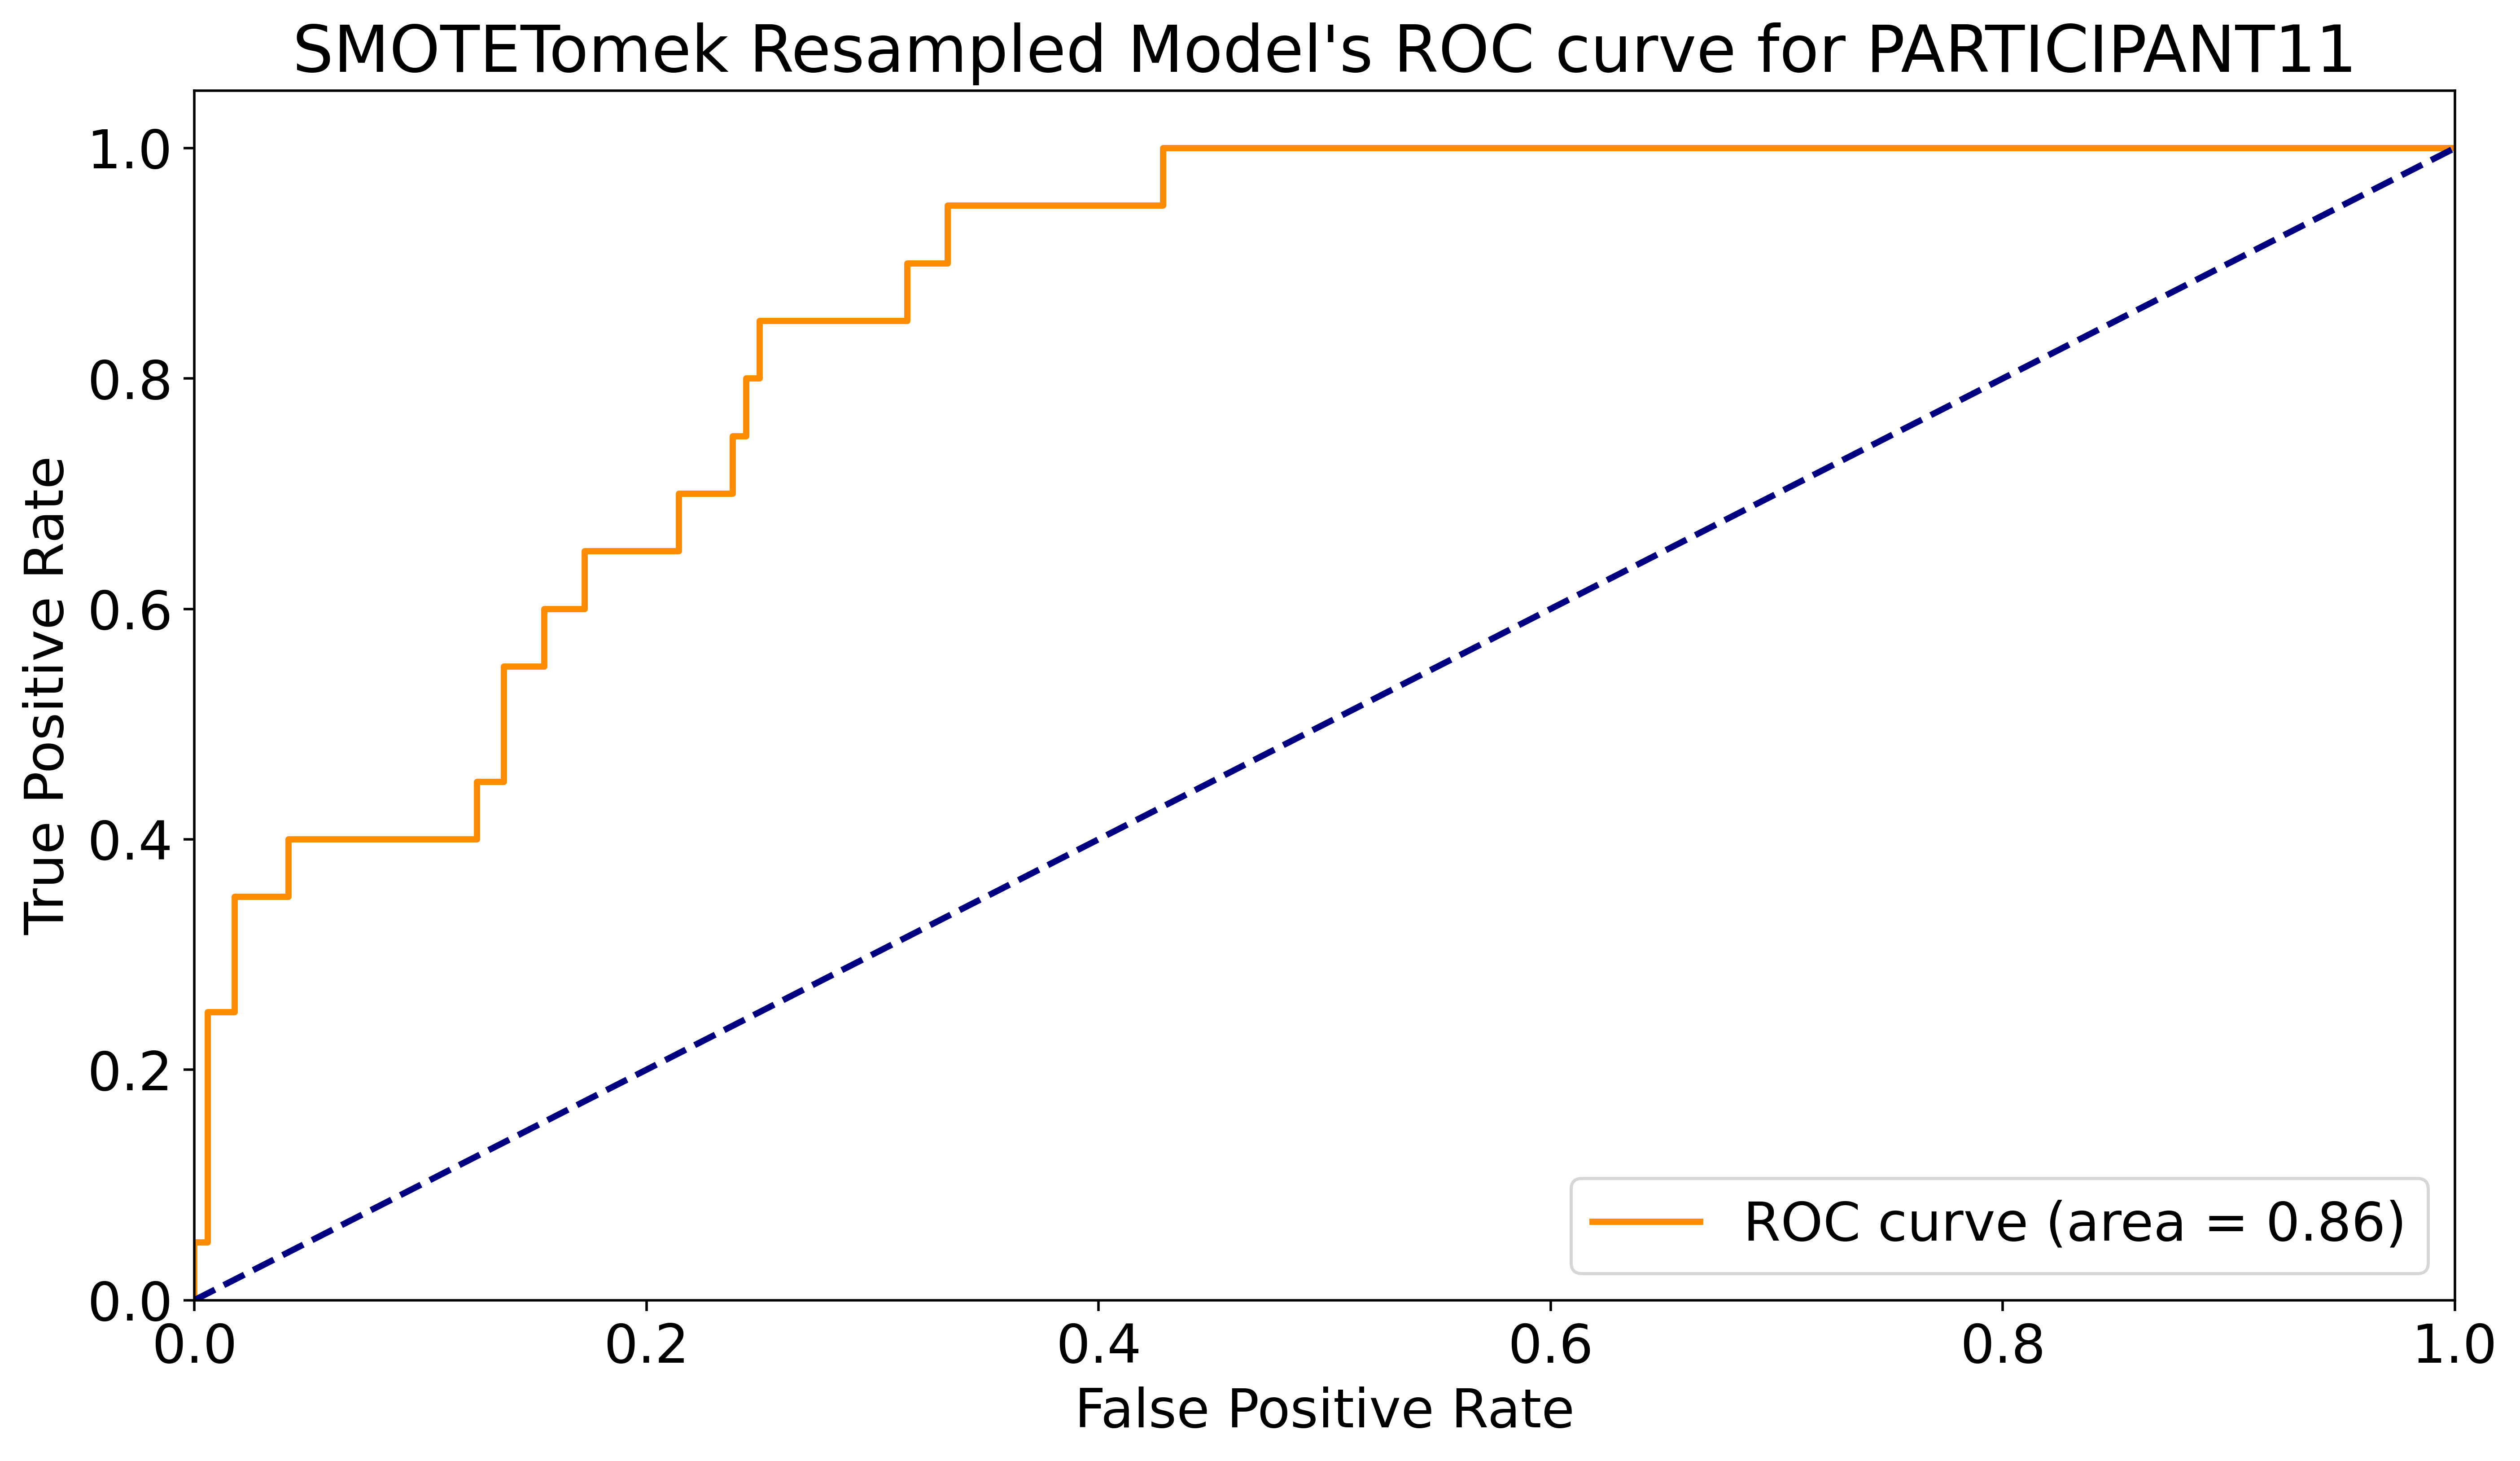 SMOTETomek Resampled Model's ROC curve for PARTICIPANT11
True Positive Rate
1.0
0.8
0.6
0.4
0.2
0.0
ROC curve (area = 0.86)
0.0 0.2 0.4 0.6 0.8 1.0
False Positive Rate